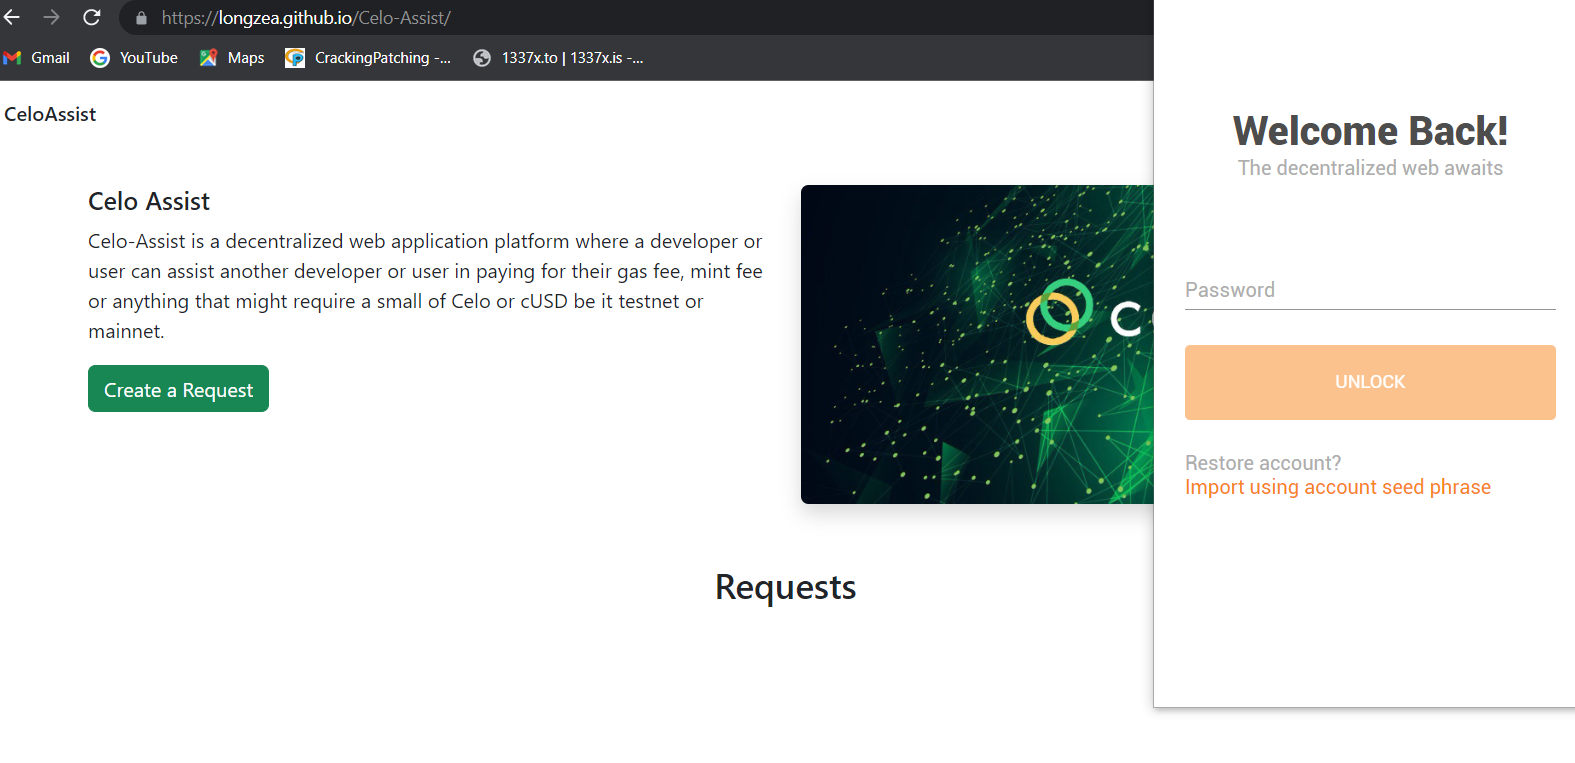 https://longzea.github.io/Celo-Assist/
Gmail YouTube Maps CrackingPatching -... 1337x.to | 1337x.is -...
CeloAssist
Celo Assist
Celo-Assist is a decentralized web application platform where a developer or
user can assist another developer or user in paying for their gas fee, mint fee
or anything that might require a small of Celo or cUSD be it testnet or
mainnet.
Create a Request
C
Requests
Welcome Back!
The decentralized web awaits
Password
UNLOCK
Restore account?
Import using account seed phrase